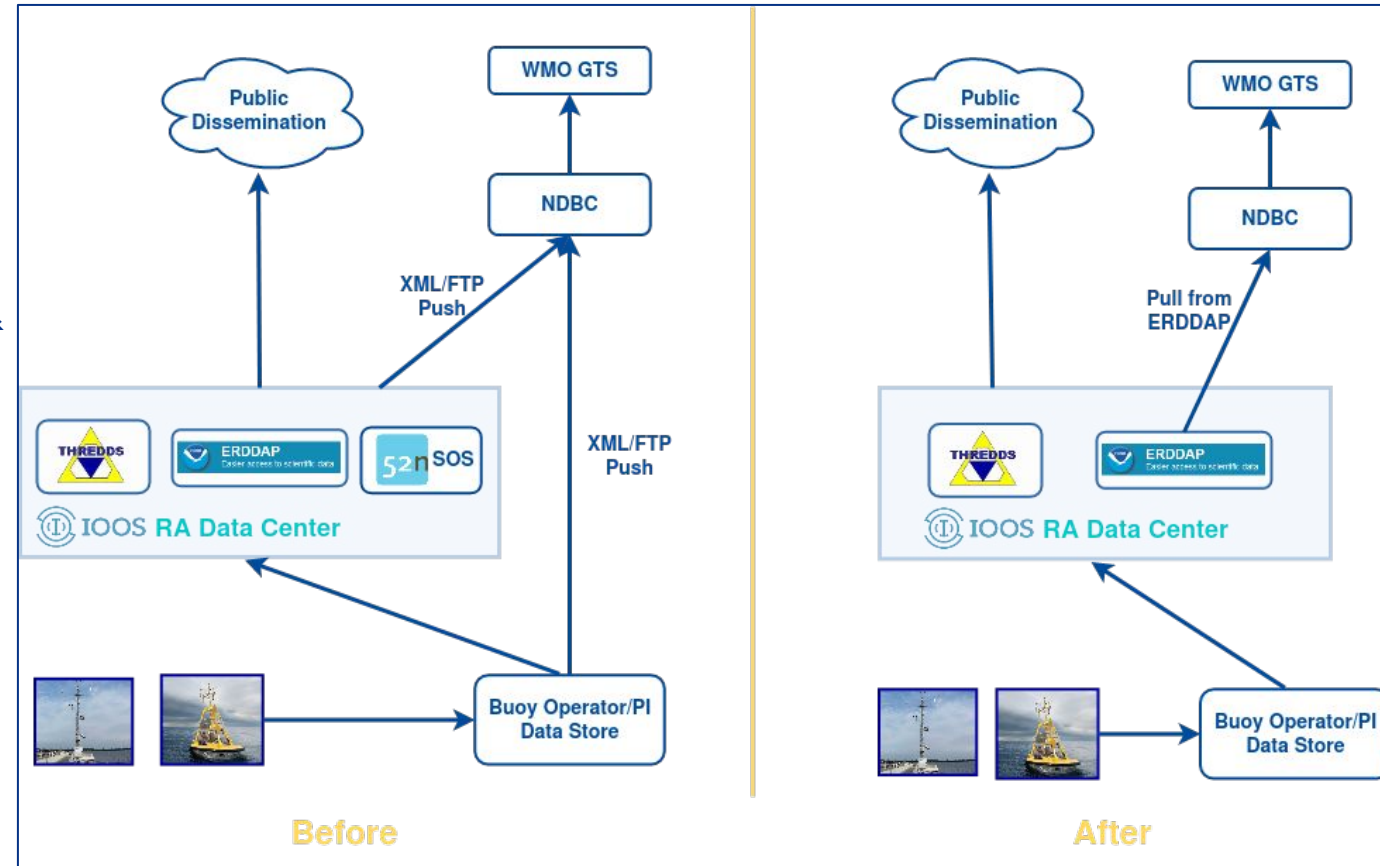 WMO GTS
Public
Dissemination
NDBC
XML/FTP
Push
XML/FTP
Push
THREDDS
ERDDAP
Easier access to scientific data
52n SOS
IOOS RA Data Center
Buoy Operator/PI
Data Store
Before
WMO GTS
Public
Dissemination
NDBC
Pull from
ERDDAP
THREDDS
ERDDAP
Easier access to scientific data
IOOS RA Data Center
Buoy Operator/PI
Data Store
After